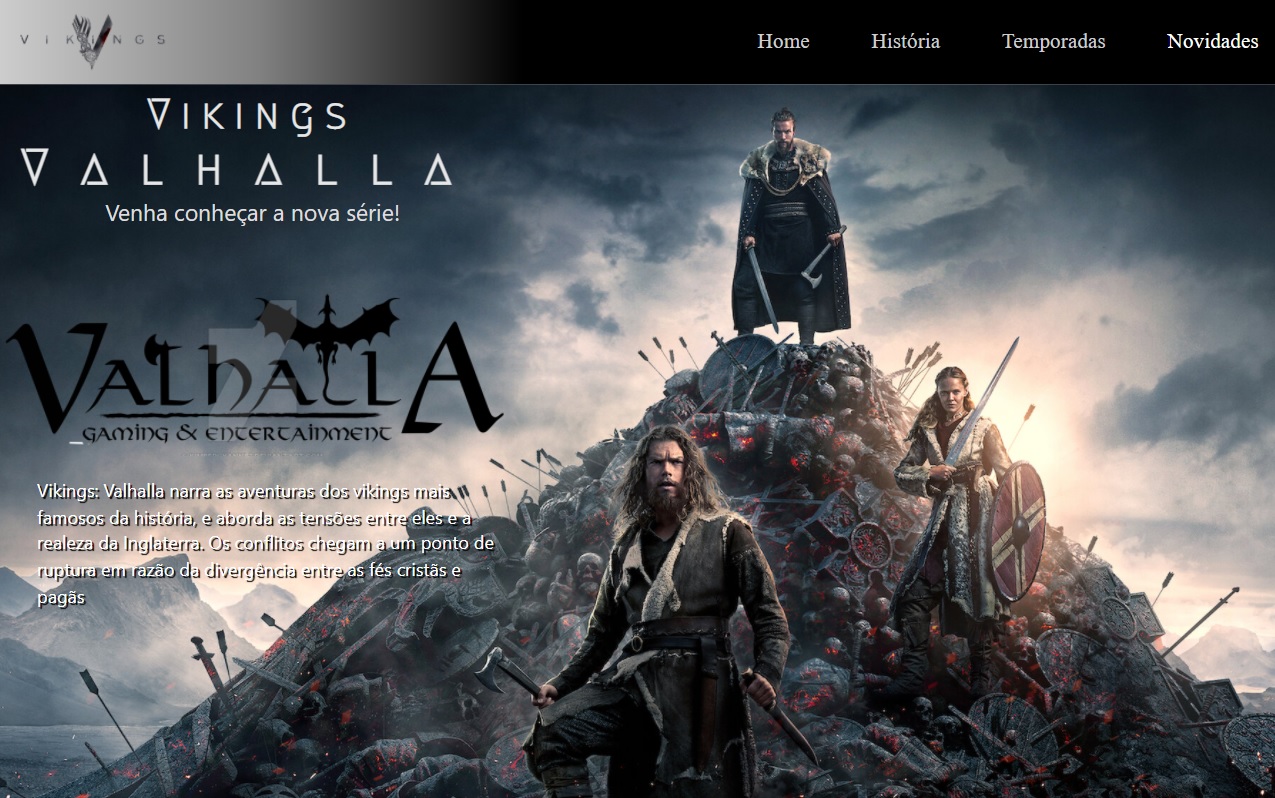 VIKINGS
Home História Temporadas Novidades
VIKINGS
VALHALLA
Venha conheçar a nova série!
VALhALLA
GAMING & ENTERTAINMENT
Vikings: Valhalla narra as aventuras dos vikings mais
famosos da história, e aborda as tensões entre eles e a
realeza da Inglaterra. Os conflitos chegam a um ponto de
ruptura em razão da divergência entre as fés cristãs e
pagãs